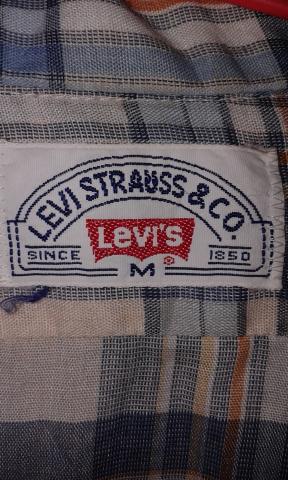 LEVI STRAUSS & CO.
LEVI'S ®
SINCE M 1850